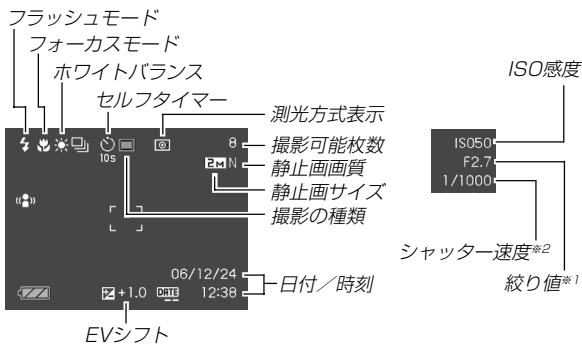 フラッシュモード
フォーカスモード
ホワイトバランス
セルフタイマー
ISO感度
測光方式表示
10s
8
撮影可能枚数
2M N
静止画画質
静止画サイズ
撮影の種類
ISO50
F2.7
1/1000
シャッター速度※2
絞り値※1
06/12/24
日付／時刻
+1.0 DATE 12:38
EVシフト